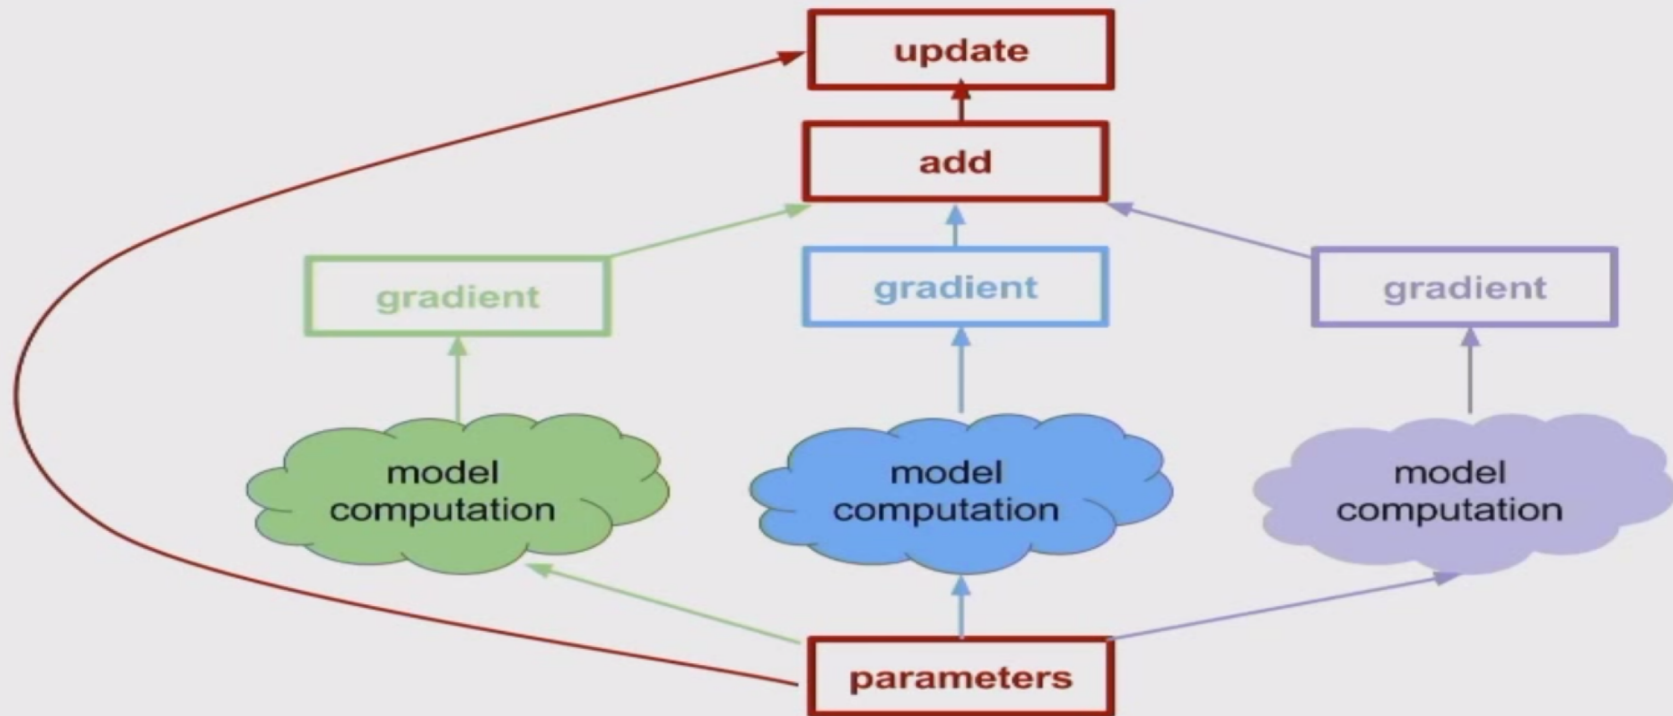 update
add
gradient
gradient
gradient
model
computation
model
computation
model
computation
parameters